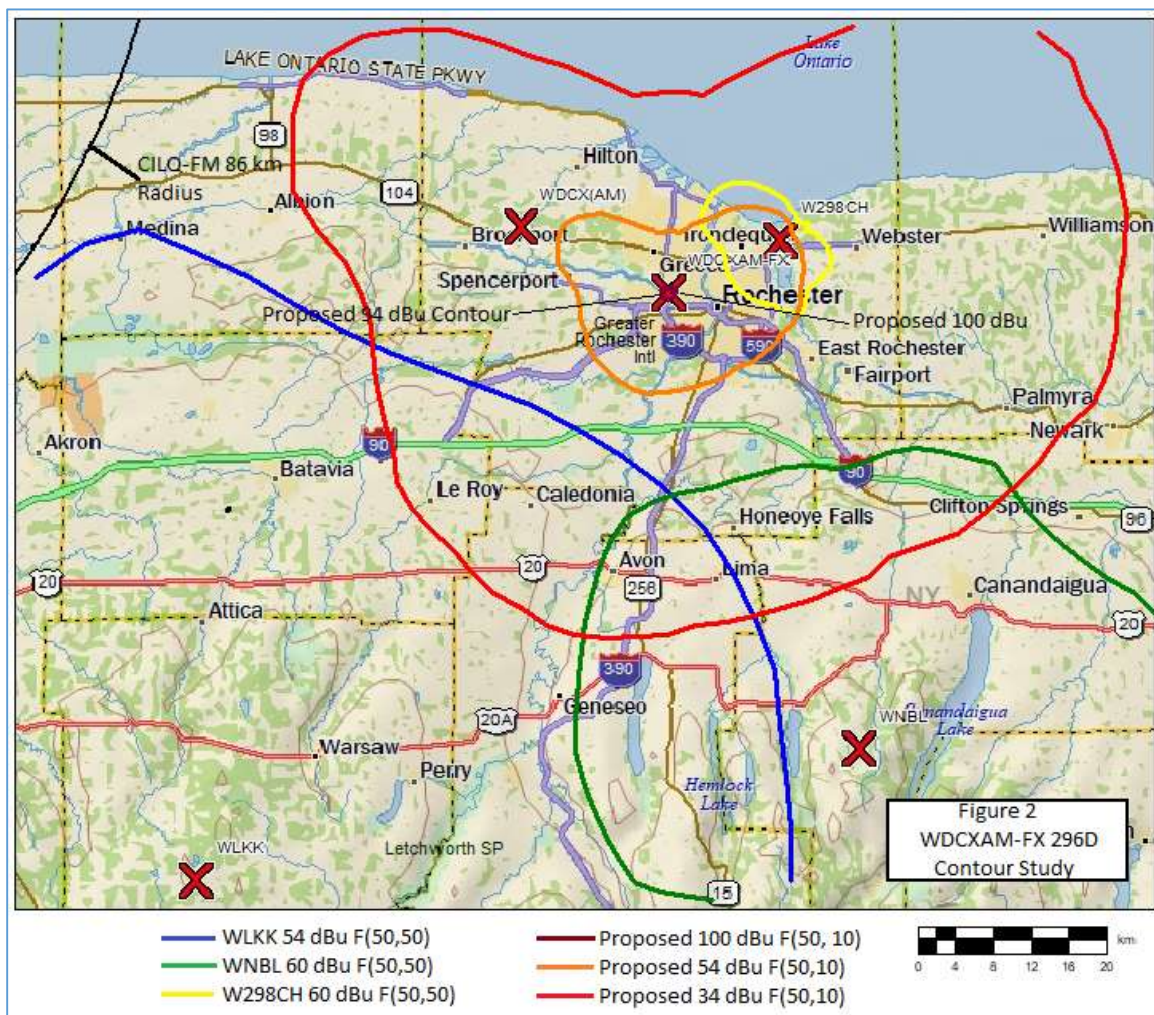 Lake
Ontario
LAKE ONTARIO STATE PKWY
98
CILQ-FM 86 km
Radius
Hilton
WDCX(AM)
104
Albion
W298CH
Medina
Brockport
Irondequoit
Webster
Williamson
Greece
WDCXAM-FX
Spencerport
Rochester
Proposed 94 dBu Contour
Proposed 100 dBu
Greater
Rochester
Intl
390
590
East Rochester
Fairport
Palmyra
Newark
Akron
90
Batavia
90
Le Roy
Caledonia
Clifton Springs
96
Honeoye Falls
20
20
Avon
Lima
256
Canandaigua
NY
Attica
20
390
Geneseo
20A
WNBL
Canandaigua
Lake
Warsaw
Perry
Hemlock
Lake
Figure 2
WDCXAM-FX 296D
Contour Study
WLKK
Letchworth SP
15
WLKK 54 dBu F(50,50)
WNBL 60 dBu F(50,50)
W298CH 60 dBu F(50,50)
Proposed 100 dBu F(50, 10)
Proposed 54 dBu F(50,10)
Proposed 34 dBu F(50,10)
km
0 4 8 12 16 20